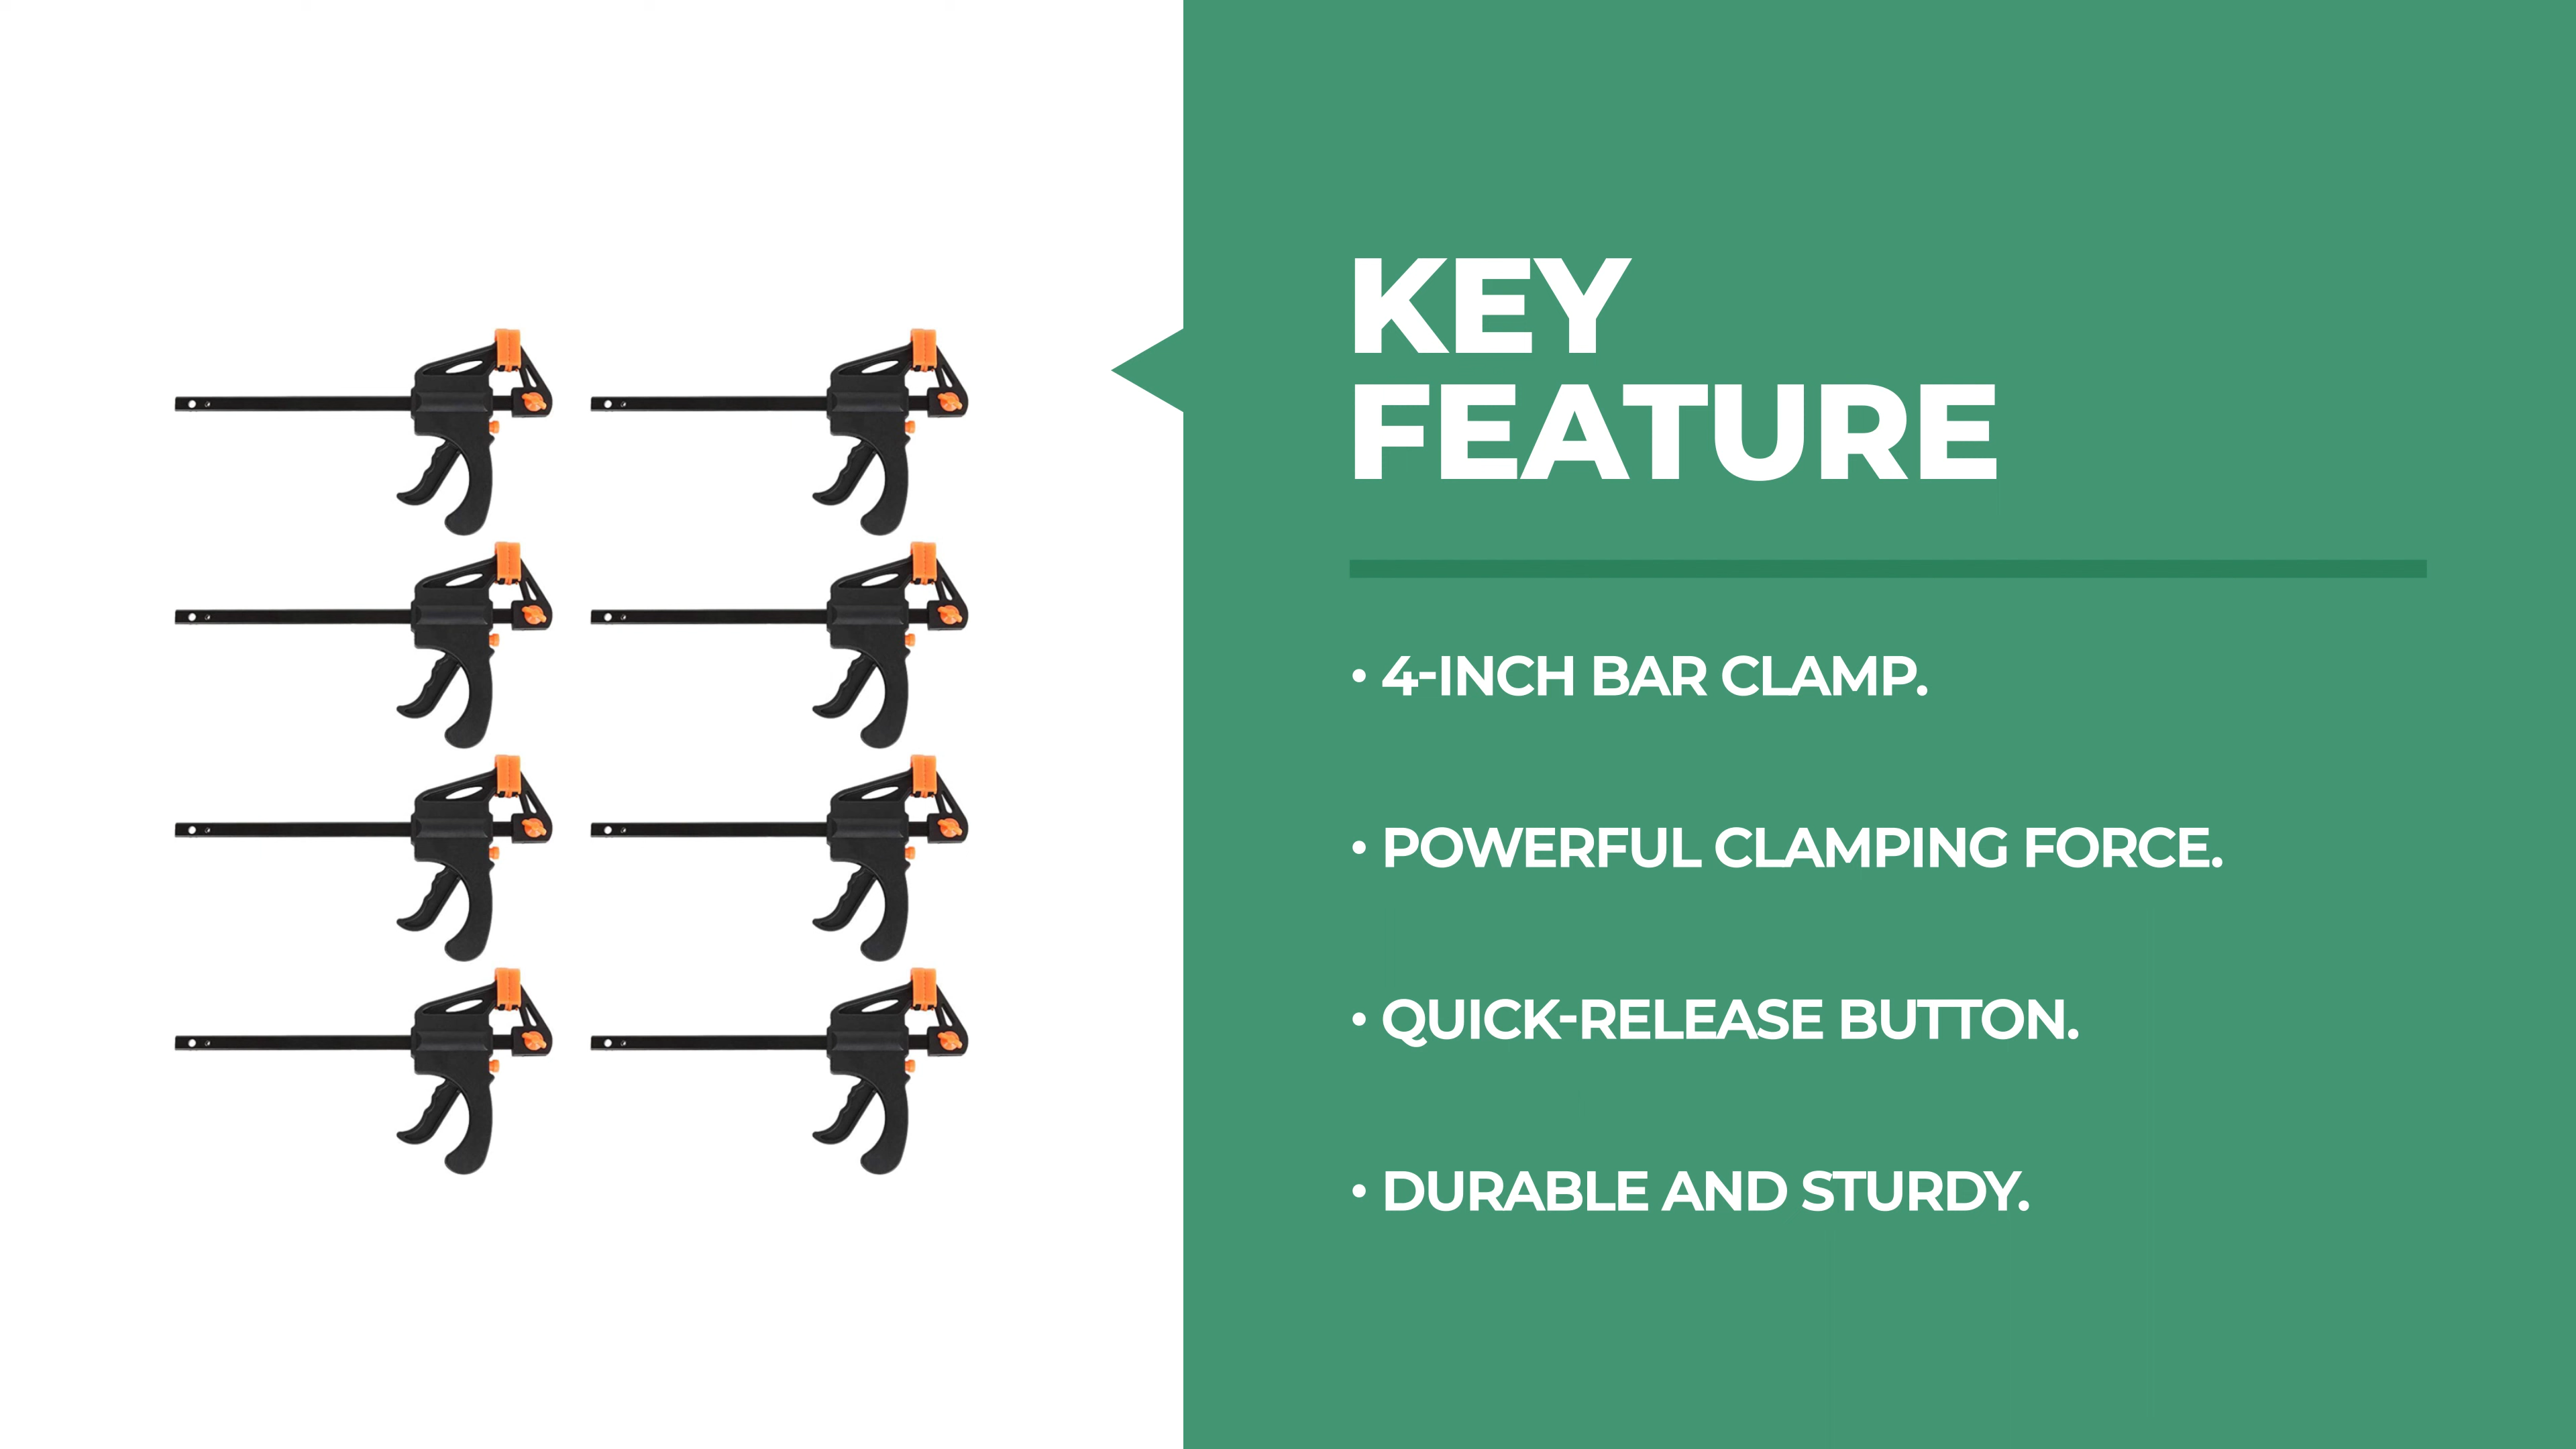 KEY
FEATURE
• 4-INCH BAR CLAMP.
• POWERFUL CLAMPING FORCE.
• QUICK-RELEASE BUTTON.
• DURABLE AND STURDY.